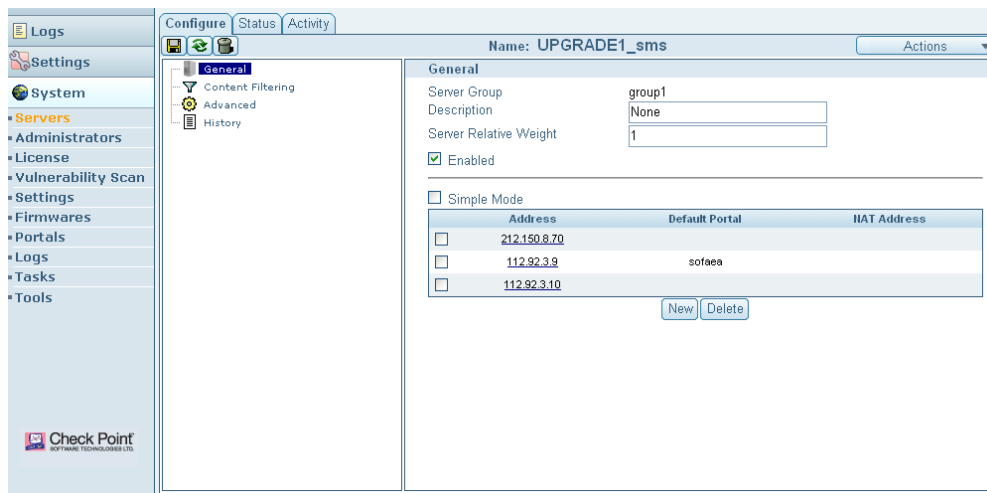 Logs
Settings
System
Servers
Administrators
License
Vulnerability Scan
Settings
Firmwares
Portals
Logs
Tasks
Tools
Check Point
SOFTWARE TECHNOLOGIES LTD.
Configure Status Activity
Name: UPGRADE1_sms
Actions
General
Content Filtering
Advanced
History
General
Server Group group1
Description None
Server Relative Weight 1
Enabled
Simple Mode
Address Default Portal NAT Address
212.150.8.70
112.92.3.9 sofaea
112.92.3.10
New Delete